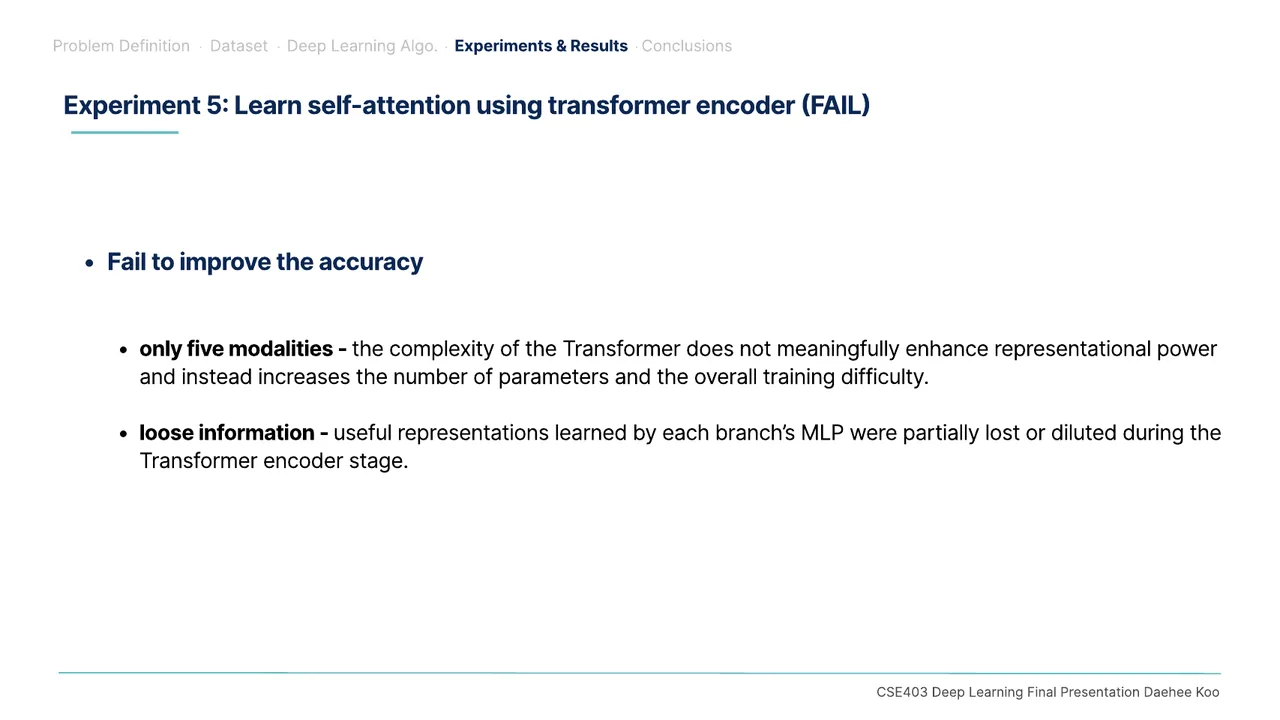 Problem Definition · Dataset · Deep Learning Algo. · Experiments & Results · Conclusions
Experiment 5: Learn self-attention using transformer encoder (FAIL)
• Fail to improve the accuracy
• only five modalities - the complexity of the Transformer does not meaningfully enhance representational power
and instead increases the number of parameters and the overall training difficulty.
• loose information - useful representations learned by each branch’s MLP were partially lost or diluted during the
Transformer encoder stage.
CSE403 Deep Learning Final Presentation Daehee Koo